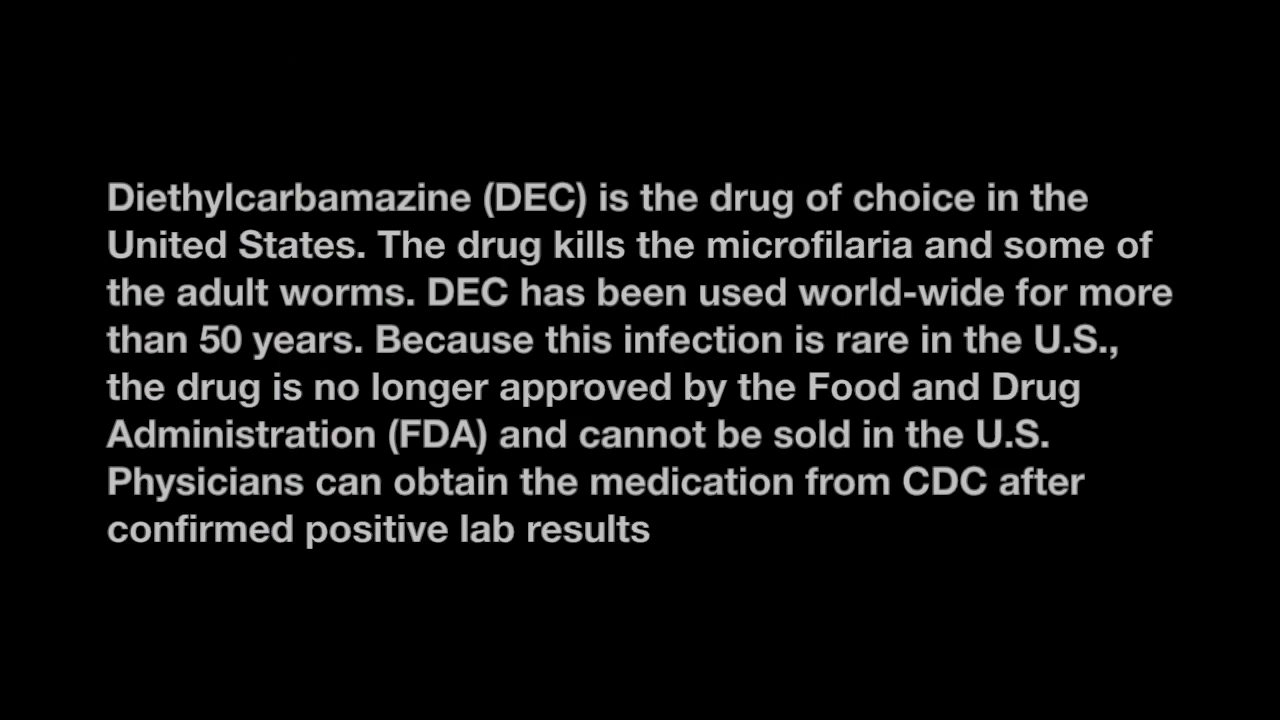 Diethylcarbamazine (DEC) is the drug of choice in the
United States. The drug kills the microfilaria and some of
the adult worms. DEC has been used world-wide for more
than 50 years. Because this infection is rare in the U.S.,
the drug is no longer approved by the Food and Drug
Administration (FDA) and cannot be sold in the U.S.
Physicians can obtain the medication from CDC after
confirmed positive lab results